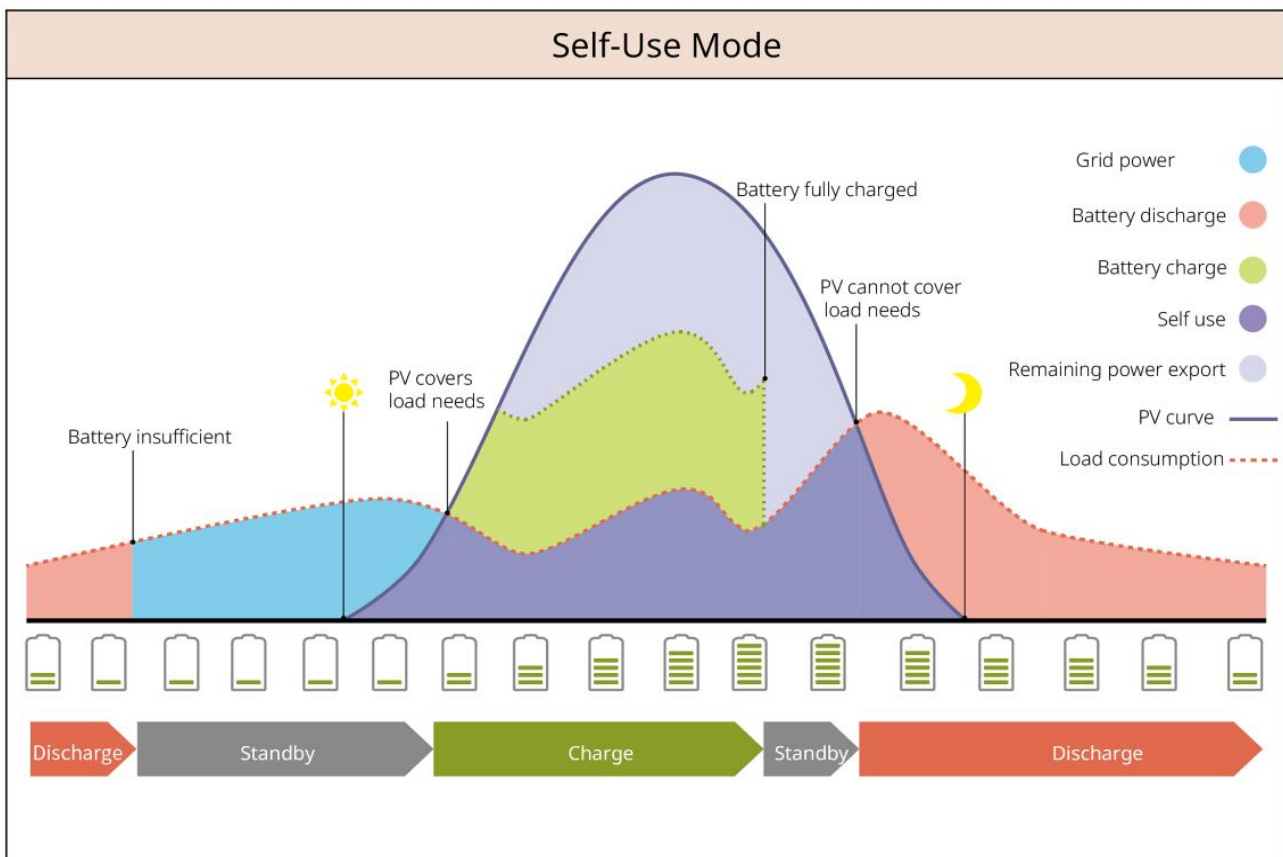 Self-Use Mode
Grid power
Battery fully charged
Battery discharge
Battery charge
PV cannot cover
load needs
Self use
PV covers
load needs
Remaining power export
PV curve
Battery insufficient
Load consumption
Discharge
Standby
Charge
Standby
Discharge